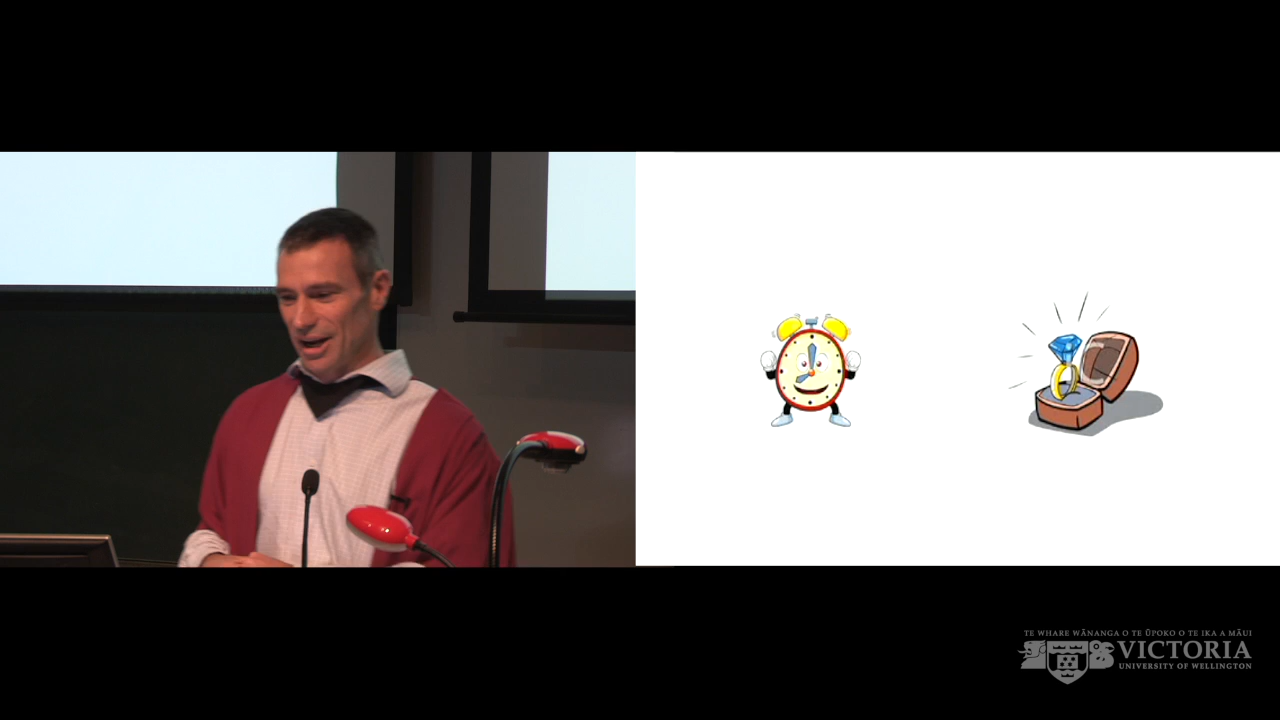 TE WHARE WĀNANGA O TE ŪPOKO O TE IKA A MĀUI
VICTORIA
UNIVERSITY OF WELLINGTON